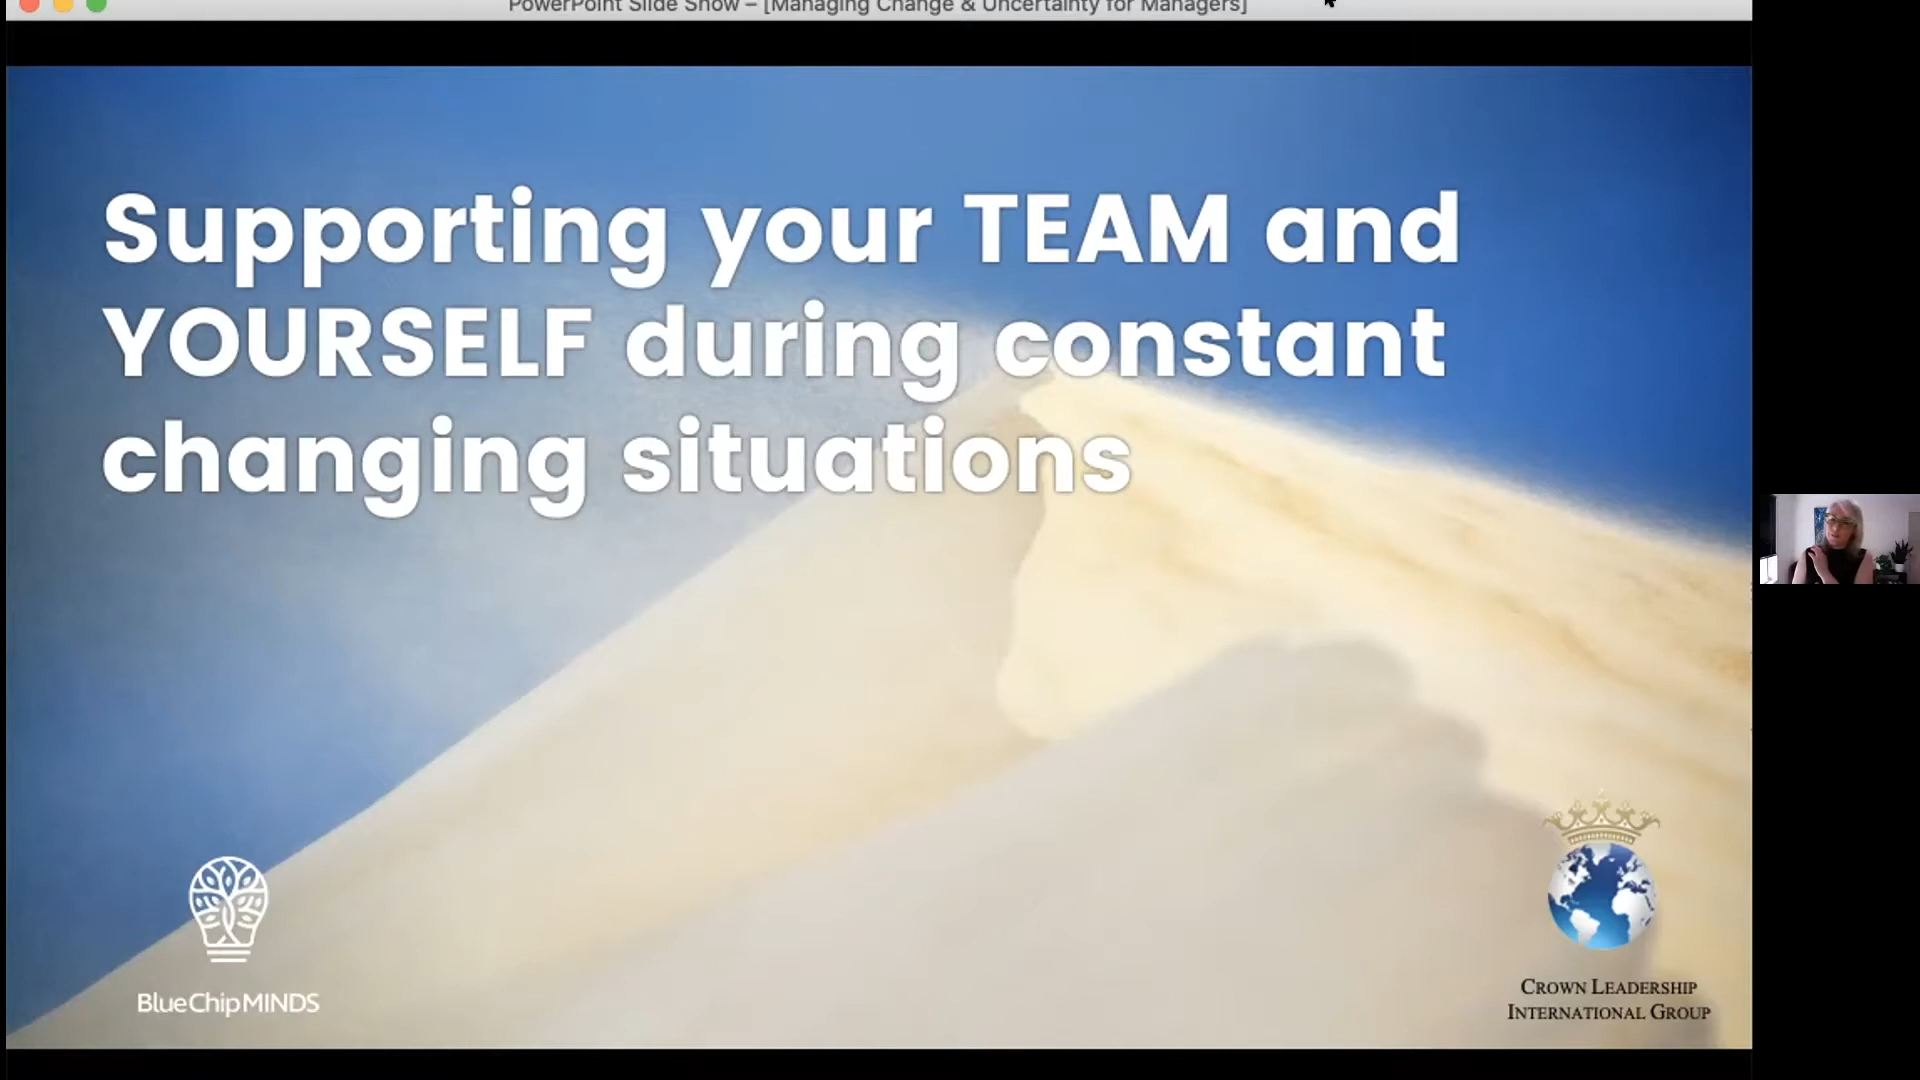 PowerPoint Slide Show – [Managing Change & Uncertainty for Managers]
Supporting your TEAM and
YOURSELF during constant
changing situations
BlueChipMINDS
CROWN LEADERSHIP
INTERNATIONAL GROUP